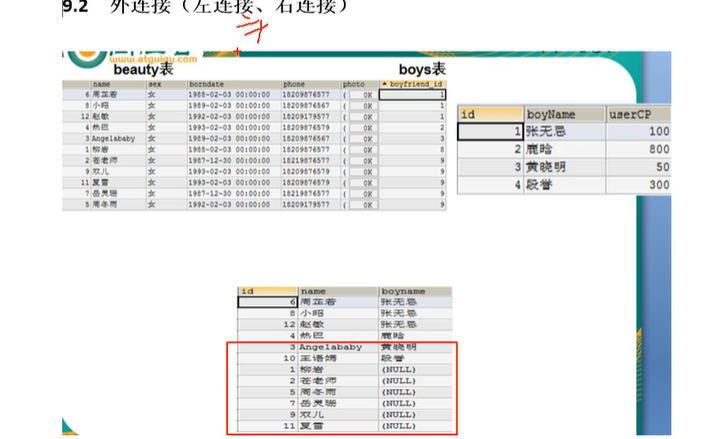 9.2 外连接（左连接、右连接）
www.atguigu.com
beauty表 boys表
name sex borndate phone photo boyfriend_id
6 周芷若 女 1988-02-03 00:00:00 18209876577 ( OK 1
8 小昭 女 1989-02-03 00:00:00 18209876567 ( OK 1
12 赵敏 女 1992-02-03 00:00:00 18209179577 ( OK 1
4 热巴 女 1993-02-03 00:00:00 18209876579 ( OK 2
3 Angelababy 女 1989-02-03 00:00:00 18209876567 ( OK 3
1 柳岩 女 1988-02-03 00:00:00 18209876577 ( OK 8
2 苍老师 女 1987-12-30 00:00:00 18219876577 ( OK 9
9 双儿 女 1993-02-03 00:00:00 18209876579 ( OK 9
11 夏雪 女 1993-02-03 00:00:00 18209876579 ( OK 9
7 岳灵珊 女 1987-12-30 00:00:00 18219876577 ( OK 9
5 周冬雨 女 1992-02-03 00:00:00 18209179577 ( OK 9
id boyName userCP
1 张无忌 100
2 鹿晗 800
3 黄晓明 50
4 段誉 300
id name boyname
6 周芷若 张无忌
8 小昭 张无忌
12 赵敏 张无忌
4 热巴 鹿晗
3 Angelababy 黄晓明
10 王语嫣 段誉
1 柳岩 (NULL)
2 苍老师 (NULL)
5 周冬雨 (NULL)
7 岳灵珊 (NULL)
9 双儿 (NULL)
11 夏雪 (NULL)